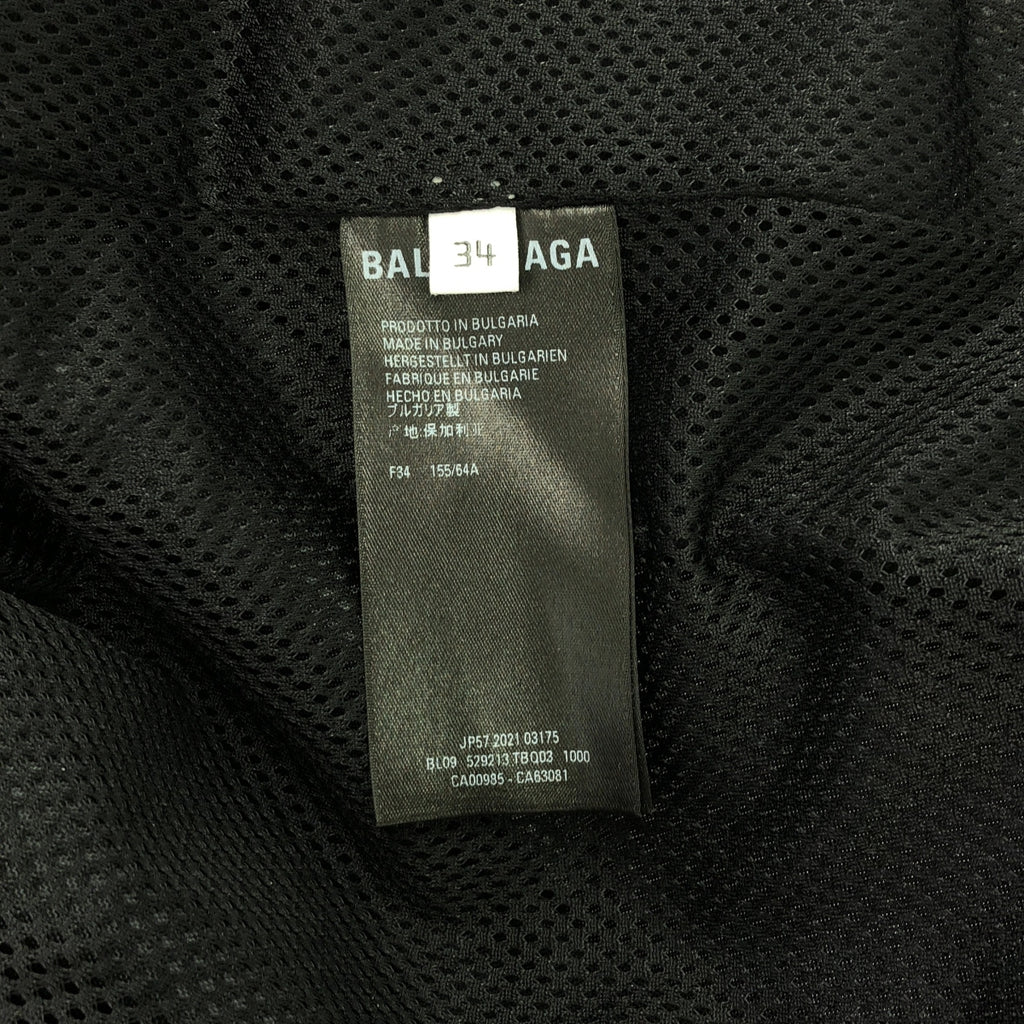 BAL 34 AGA
PRODOTTO IN BULGARIA
MADE IN BULGARY
HERGESTELLT IN BULGARIEN
FABRIQUE EN BULGARIE
HECHO EN BULGARIA
ブルガリア製
产地:保加利亚
F34 155/64A
JP57 2021 03175
BL09 529213 TBQ03 1000
CA00985 - CA63081